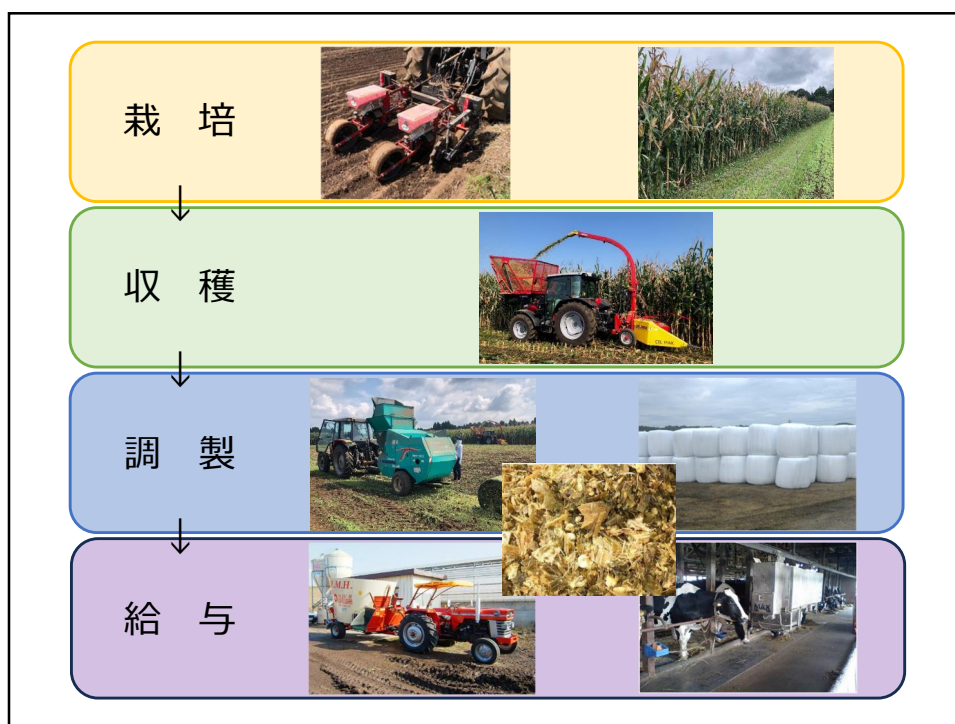 栽　培
↓
収　穫
↓
調　製
↓
給　与